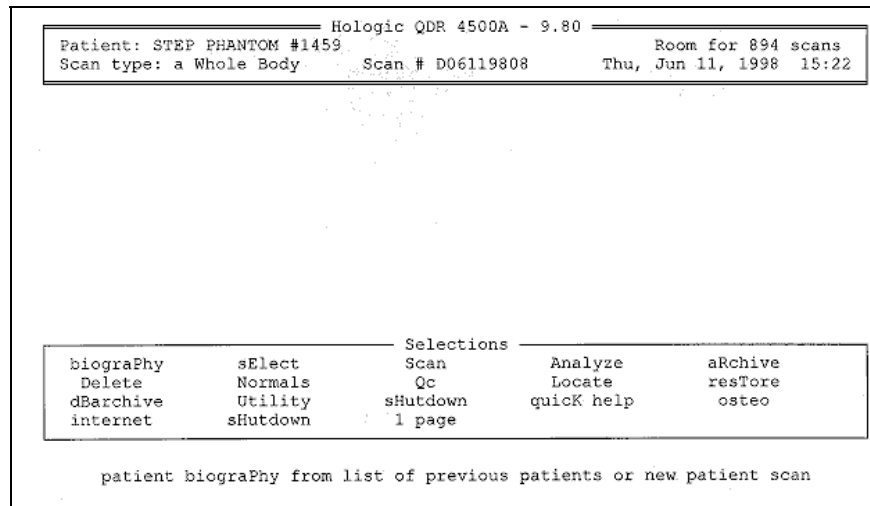 Hologic QDR 4500A - 9.80
Patient: STEP PHANTOM #1459 Room for 894 scans
Scan type: a Whole Body Scan # D06119808 Thu, Jun 11, 1998 15:22
Selections
biograPhy sElect Scan Analyze aRchive
Delete Normals Qc Locate resTore
dBarchive Utility sHutdown quicK help osteo
internet sHutdown 1 page
patient biograPhy from list of previous patients or new patient scan